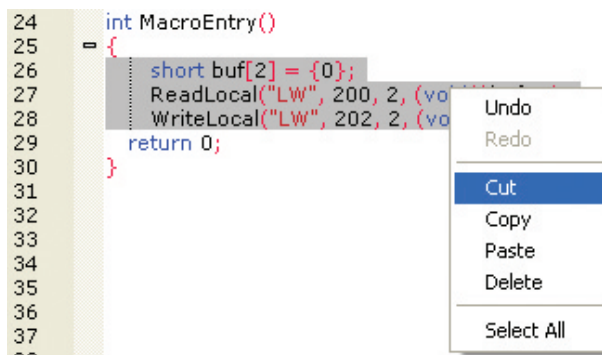 24 int MacroEntry()
25 {
26 short buf[2] = {0};
27 ReadLocal("LW", 200, 2, (vo
28 WriteLocal("LW", 202, 2, (vo
29 return 0;
30 }
31
32
33
34
35
36
37
Undo
Redo
Cut
Copy
Paste
Delete
Select All